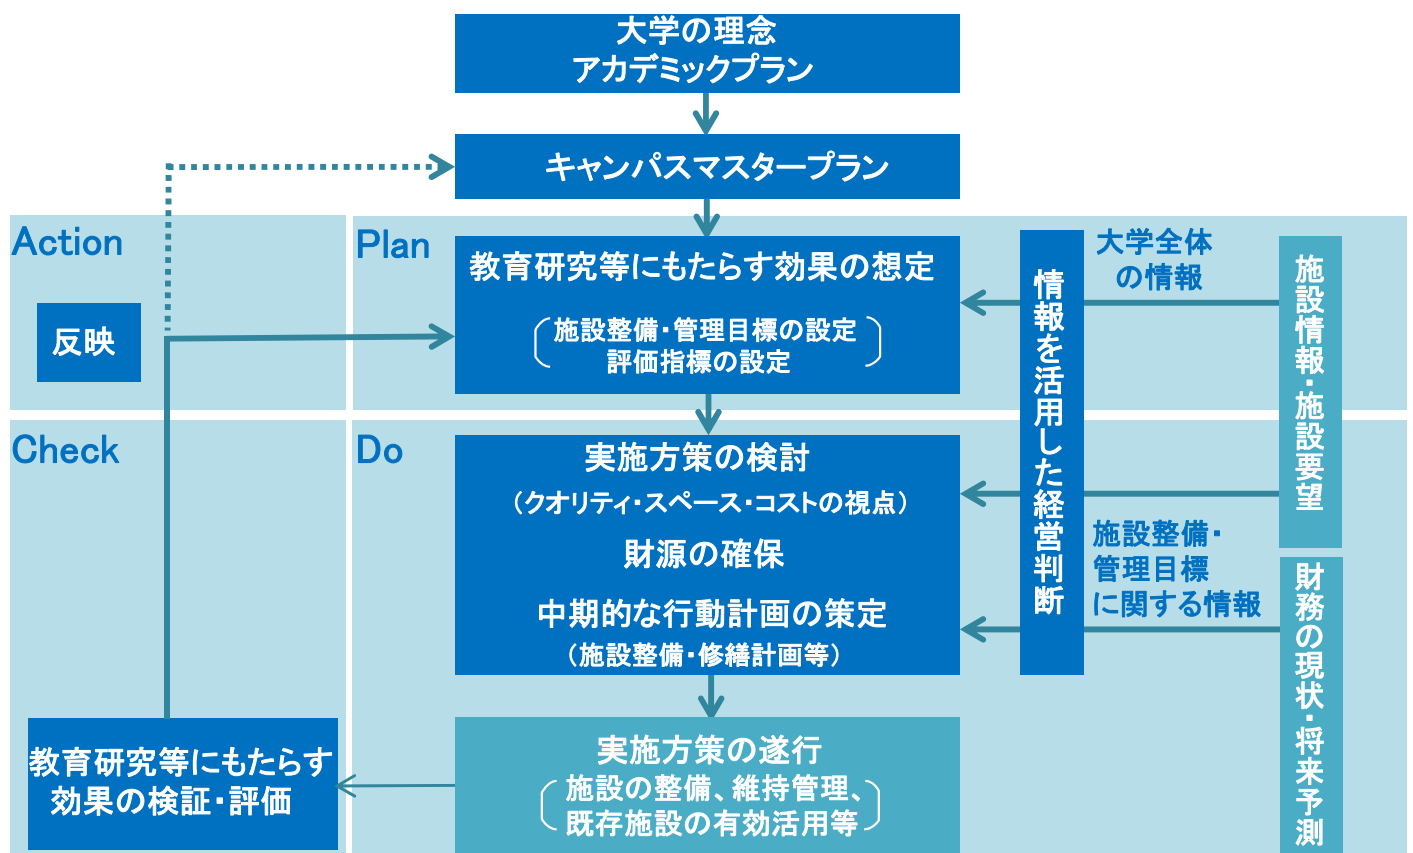 大学の理念
アカデミックプラン
キャンパスマスタープラン
Action
Plan
教育研究等にもたらす効果の想定
施設整備・管理目標の設定
評価指標の設定
反映
大学全体
の情報
情報を活用した経営判断
施設情報・施設要望
Check
Do
実施方策の検討
（クオリティ・スペース・コストの視点）
財源の確保
中期的な行動計画の策定
（施設整備・修繕計画等）
施設整備・
管理目標
に関する情報
財務の現状・将来予測
教育研究等にもたらす
効果の検証・評価
実施方策の遂行
施設の整備、維持管理、
既存施設の有効活用等